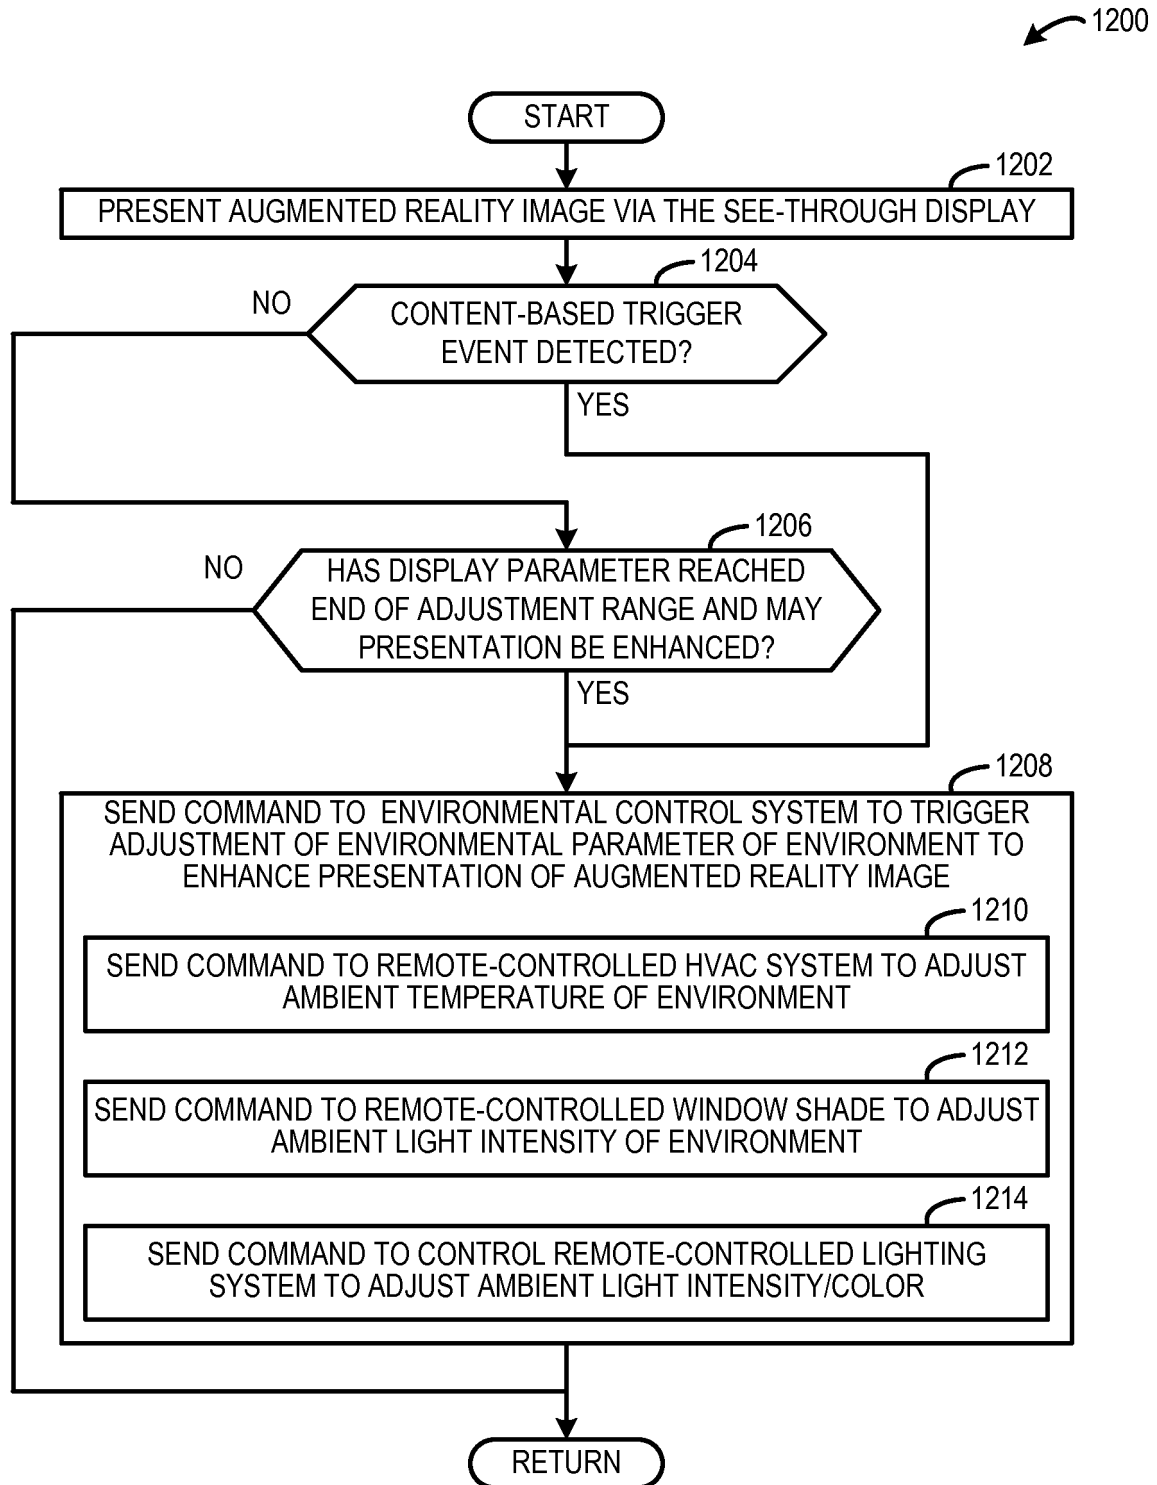 1200
START
1202
PRESENT AUGMENTED REALITY IMAGE VIA THE SEE-THROUGH DISPLAY
1204
NO
CONTENT-BASED TRIGGER
EVENT DETECTED?
YES
1206
NO
HAS DISPLAY PARAMETER REACHED
END OF ADJUSTMENT RANGE AND MAY
PRESENTATION BE ENHANCED?
YES
1208
SEND COMMAND TO ENVIRONMENTAL CONTROL SYSTEM TO TRIGGER
ADJUSTMENT OF ENVIRONMENTAL PARAMETER OF ENVIRONMENT TO
ENHANCE PRESENTATION OF AUGMENTED REALITY IMAGE
1210
SEND COMMAND TO REMOTE-CONTROLLED HVAC SYSTEM TO ADJUST
AMBIENT TEMPERATURE OF ENVIRONMENT
1212
SEND COMMAND TO REMOTE-CONTROLLED WINDOW SHADE TO ADJUST
AMBIENT LIGHT INTENSITY OF ENVIRONMENT
1214
SEND COMMAND TO CONTROL REMOTE-CONTROLLED LIGHTING
SYSTEM TO ADJUST AMBIENT LIGHT INTENSITY/COLOR
RETURN